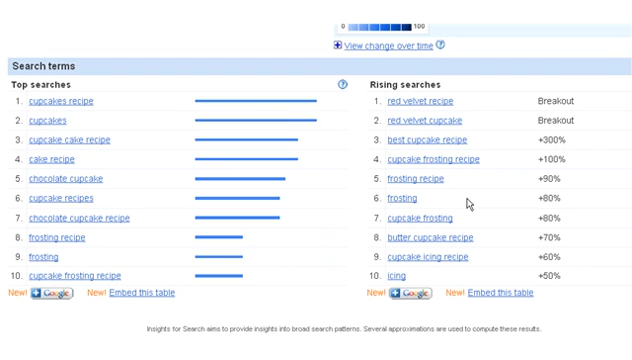 0 100
View change over time
Search terms
Top searches
1. cupcakes recipe
2. cupcakes
3. cupcake cake recipe
4. cake recipe
5. chocolate cupcake
6. cupcake recipes
7. chocolate cupcake recipe
8. frosting recipe
9. frosting
10. cupcake frosting recipe
New! + Google New! Embed this table
Rising searches
1. red velvet recipe Breakout
2. red velvet cupcake Breakout
3. best cupcake recipe +300%
4. cupcake frosting recipe +100%
5. frosting recipe +90%
6. frosting +80%
7. cupcake frosting +80%
8. butter cupcake recipe +70%
9. cupcake icing recipe +60%
10. icing +50%
New! + Google New! Embed this table
Insights for Search aims to provide insights into broad search patterns. Several approximations are used to compute these results.